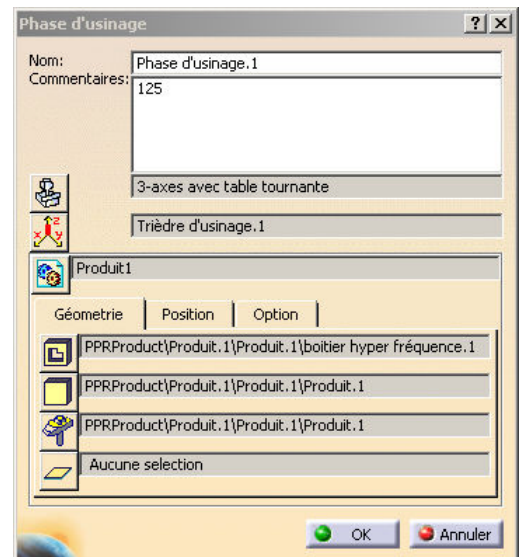 Phase d'usinage
Nom:
Phase d'usinage.1
Commentaires:
125
3-axes avec table tournante
Trièdre d'usinage.1
Produit1
Géometrie
Position
Option
PPRProduct\Produit.1\Produit.1\boitier hyper fréquence.1
PPRProduct\Produit.1\Produit.1\Produit.1
PPRProduct\Produit.1\Produit.1\Produit.1
Aucune selection
OK
Annuler